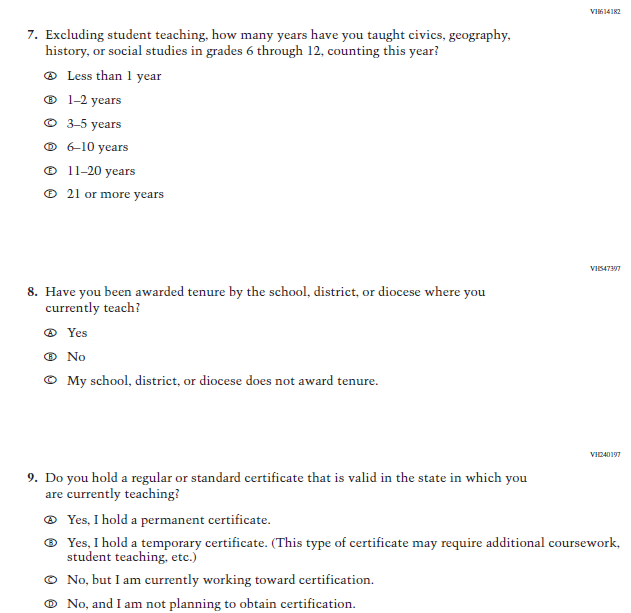 VH614182
7. Excluding student teaching, how many years have you taught civics, geography,
history, or social studies in grades 6 through 12, counting this year?
Ⓐ Less than 1 year
Ⓑ 1–2 years
Ⓒ 3–5 years
Ⓓ 6–10 years
Ⓔ 11–20 years
Ⓕ 21 or more years
VH547397
8. Have you been awarded tenure by the school, district, or diocese where you
currently teach?
Ⓐ Yes
Ⓑ No
Ⓒ My school, district, or diocese does not award tenure.
VH240197
9. Do you hold a regular or standard certificate that is valid in the state in which you
are currently teaching?
Ⓐ Yes, I hold a permanent certificate.
Ⓑ Yes, I hold a temporary certificate. (This type of certificate may require additional coursework,
student teaching, etc.)
Ⓒ No, but I am currently working toward certification.
Ⓓ No, and I am not planning to obtain certification.